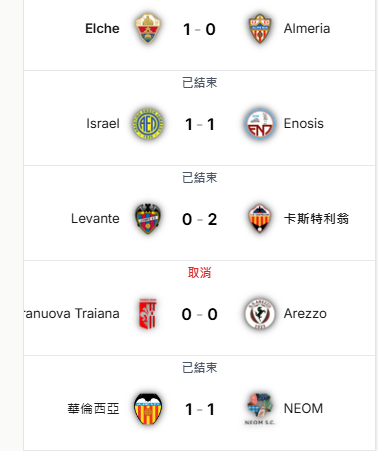 Elche 1 - 0 Almeria
已結束
Israel 1 - 1 Enosis
已結束
Levante 0 - 2 卡斯特利翁
取消
ranuova Traiana 0 - 0 Arezzo
已結束
華倫西亞 1 - 1 NEOM
NEOM S.C.